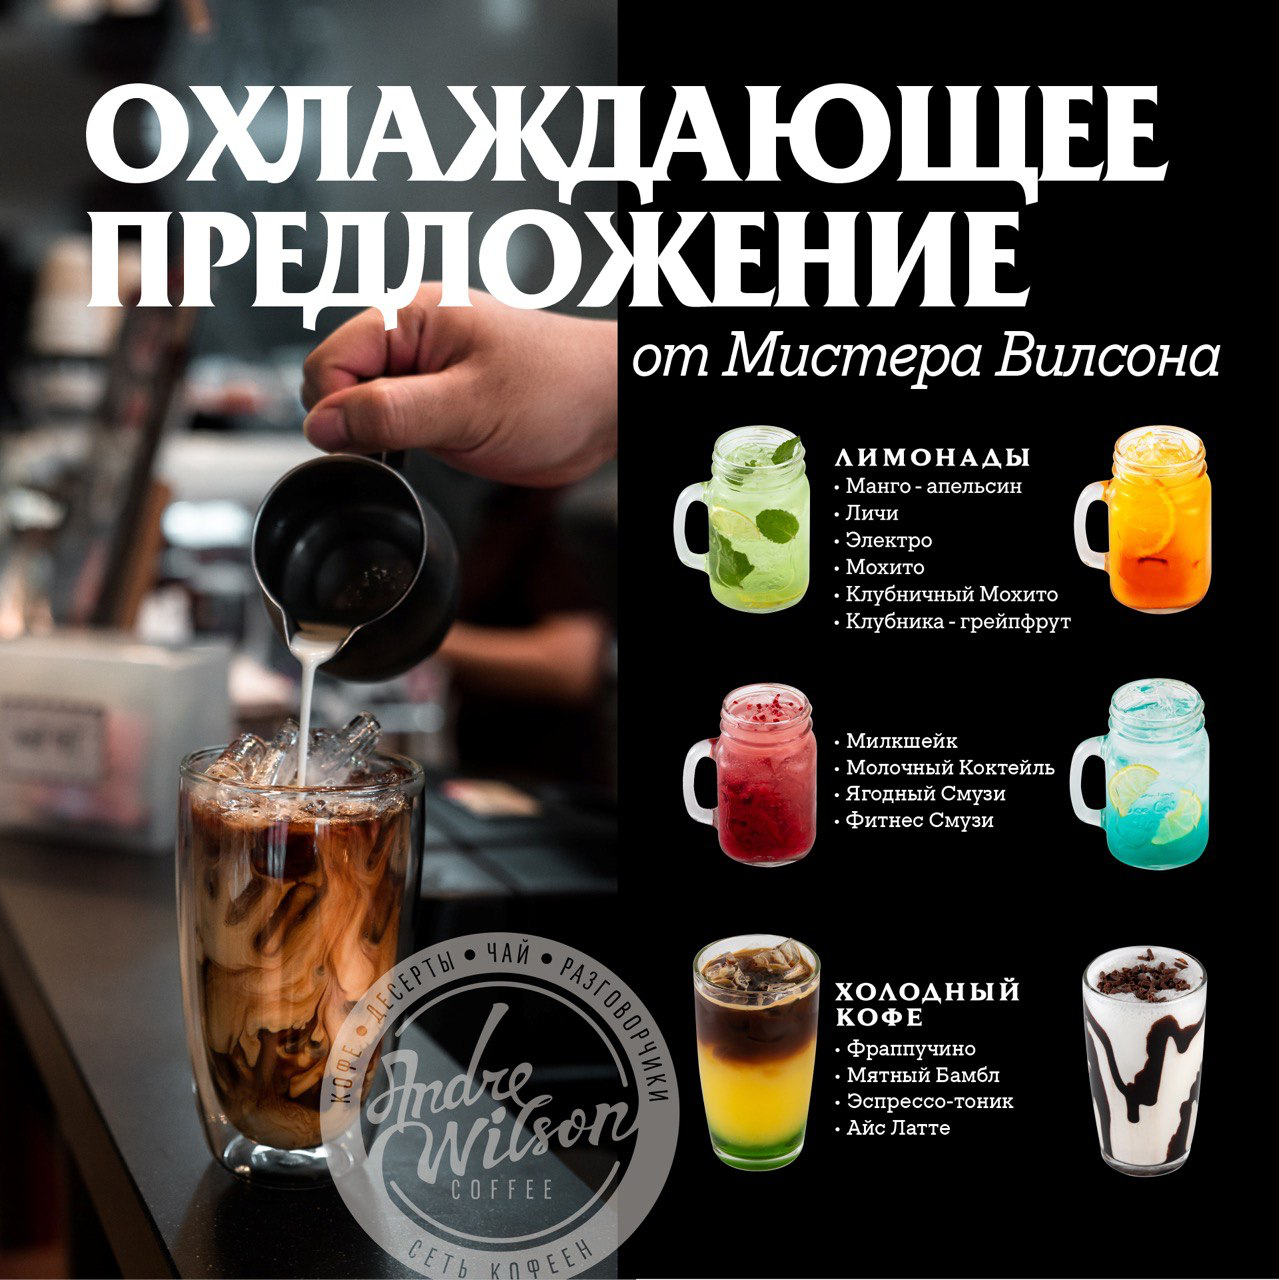 ОХЛАЖДАЮЩЕЕ
ПРЕДЛОЖЕНИЕ
от Мистера Вилсона
ЛИМОНАДЫ
• Манго - апельсин
• Личи
• Электро
• Мохито
• Клубничный Мохито
• Клубника - грейпфрут
• Милкшейк
• Молочный Коктейль
• Ягодный Смузи
• Фитнес Смузи
ХОЛОДНЫЙ
КОФЕ
• Фраппучино
• Мятный Бамбл
• Эспрессо-тоник
• Айс Латте
КОФЕ • ДЕСЕРТЫ • ЧАЙ • РАЗГОВОРЧИКИ
Andre
Wilson
COFFEE
СЕТЬ КОФЕЕН